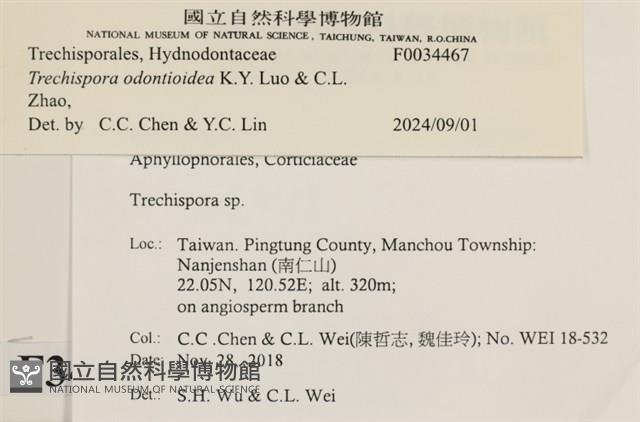 國立自然科學博物館
NATIONAL MUSEUM OF NATURAL SCIENCE, TAICHUNG, TAIWAN, R.O.CHINA
Trechisporales, Hydnodontaceae F0034467
Trechispora odontioidea K.Y. Luo & C.L.
Zhao,
Det. by C.C. Chen & Y.C. Lin 2024/09/01
Aphyllophorales, Corticiaceae
Trechispora sp.
Loc.: Taiwan. Pingtung County, Manchou Township:
Nanjenshan (南仁山)
22.05N, 120.52E; alt. 320m;
on angiosperm branch
Col.: C.C .Chen & C.L. Wei(陳哲志, 魏佳玲); No. WEI 18-532
Date: Nov. 28, 2018
國立自然科學博物館
NATIONAL MUSEUM OF NATURAL SCIENCE
Det.: S.H. Wu & C.L. Wei